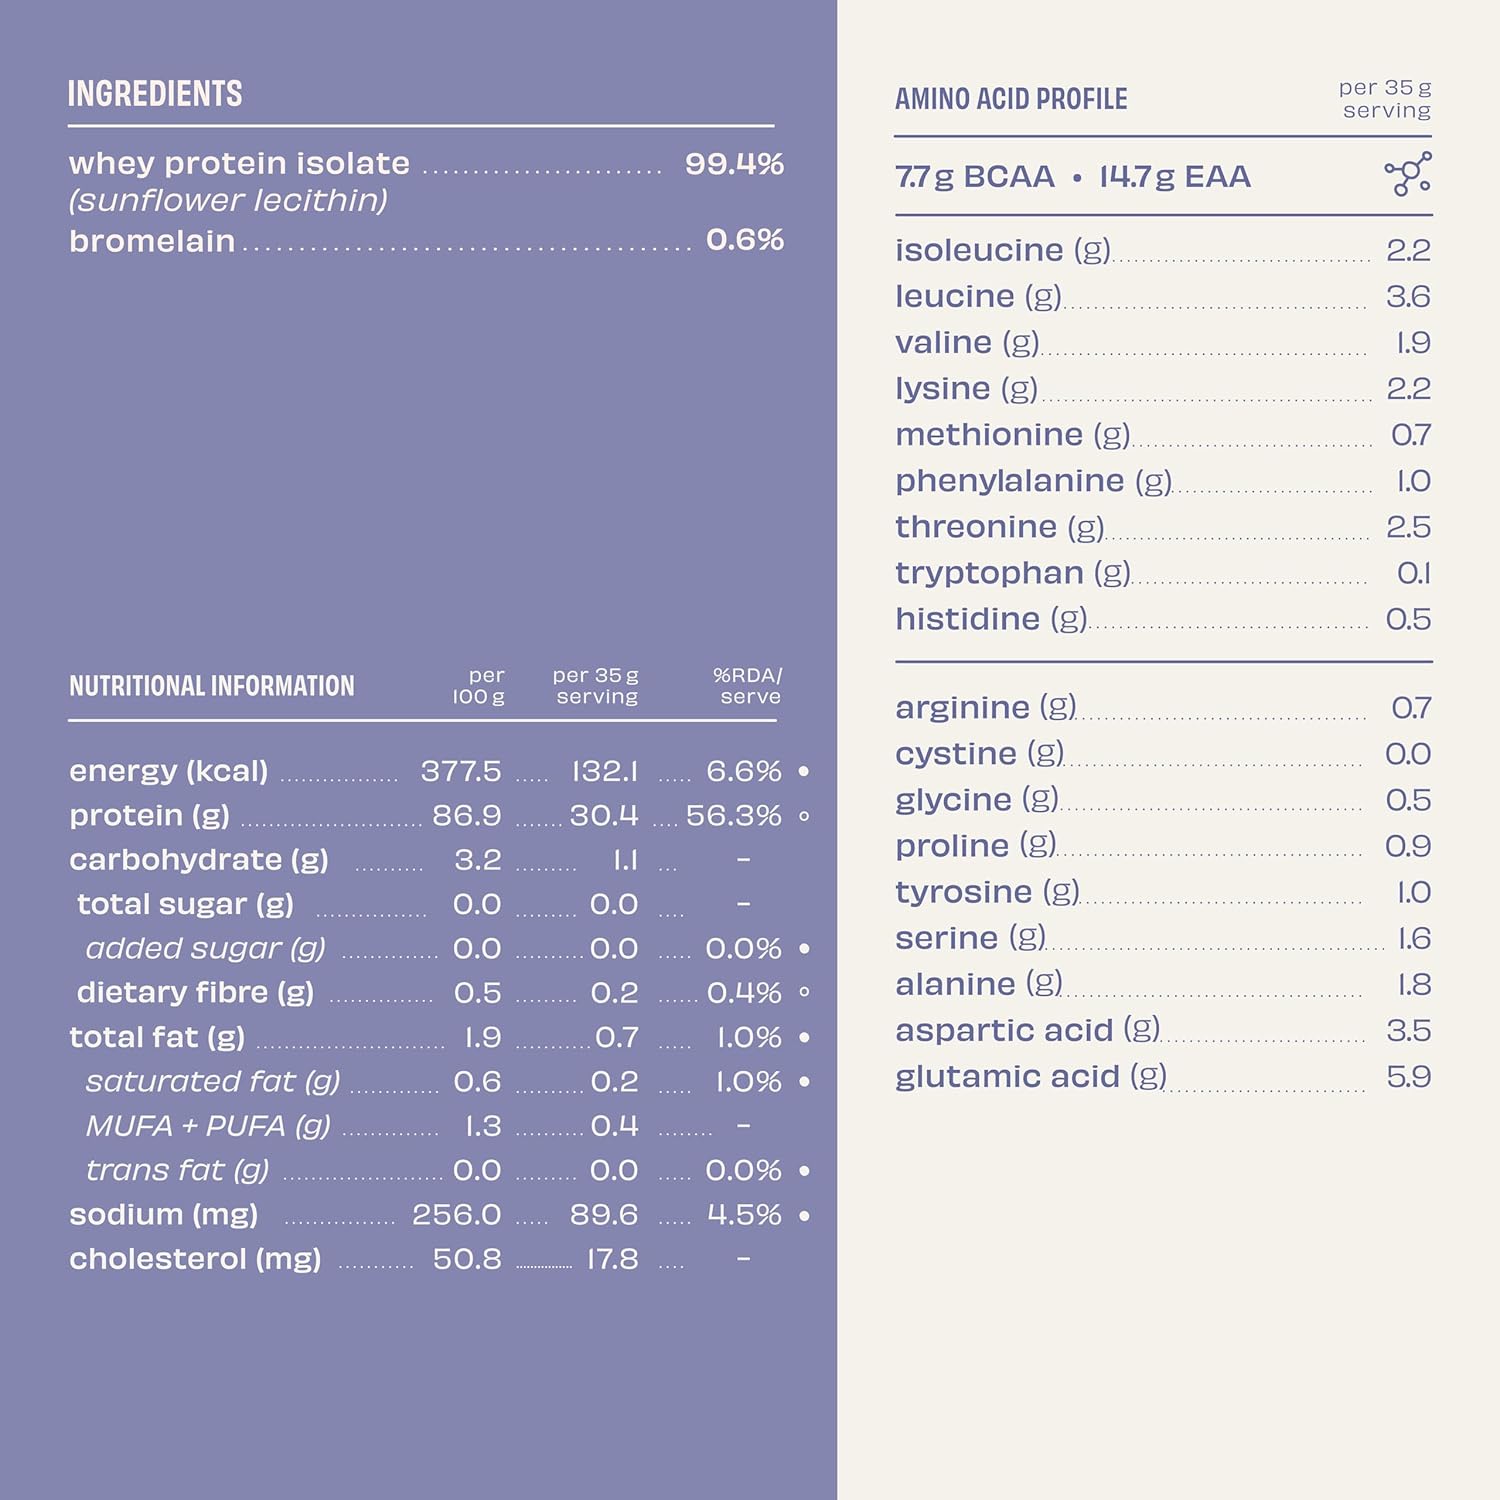 INGREDIENTS
whey protein isolate ........................ 99.4%
(sunflower lecithin)
bromelain ........................................ 0.6%
NUTRITIONAL INFORMATION per 100 g per 35 g serving %RDA/ serve
energy (kcal) .................. 377.5 ..... 132.1 ..... 6.6% •
protein (g) ........................... 86.9 ....... 30.4 .... 56.3% ∘
carbohydrate (g) .......... 3.2 ......... 1.1 ... –
total sugar (g) ................. 0.0 ......... 0.0 .... –
added sugar (g) .............. 0.0 .......... 0.0 ..... 0.0% •
dietary fibre (g) ............... 0.5 ......... 0.2 ...... 0.4% ∘
total fat (g) ............................ 1.9 ........... 0.7 ..... 1.0% •
saturated fat (g) ............. 0.6 ......... 0.2 ..... 1.0% •
MUFA + PUFA (g) .............. 1.3 .......... 0.4 ........ –
trans fat (g) ....................... 0.0 ......... 0.0 ..... 0.0% •
sodium (mg) ................ 256.0 ..... 89.6 ..... 4.5% •
cholesterol (mg) ........... 50.8 ............... 17.8 .... –
AMINO ACID PROFILE per 35 g serving
7.7g BCAA • 14.7g EAA
isoleucine (g)........................................ 2.2
leucine (g)............................................... 3.6
valine (g).................................................. 1.9
lysine (g).................................................. 2.2
methionine (g)..................................... 0.7
phenylalanine (g).............................. 1.0
threonine (g)........................................ 2.5
tryptophan (g).................................... 0.1
histidine (g)........................................... 0.5
arginine (g)............................................ 0.7
cystine (g)............................................. 0.0
glycine (g).............................................. 0.5
proline (g).............................................. 0.9
tyrosine (g)........................................... 1.0
serine (g)................................................... 1.6
alanine (g).............................................. 1.8
aspartic acid (g)................................ 3.5
glutamic acid (g).............................. 5.9